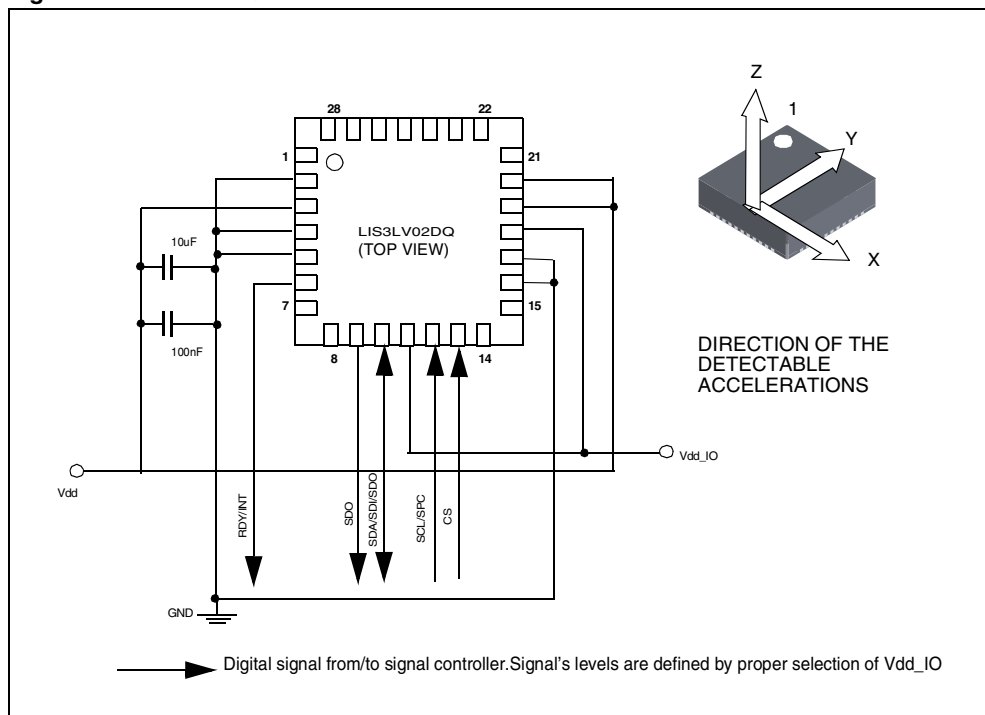 28
22
Z
1
1
Y
21
LIS3LV02DQ
(TOP VIEW)
10uF
X
7
15
100nF
8
14
DIRECTION OF THE
DETECTABLE
ACCELERATIONS
Vdd_IO
Vdd
RDY/INT
SDO
SDA/SDI/SDO
SCL/SPC
CS
GND
Digital signal from/to signal controller.Signal's levels are defined by proper selection of Vdd_IO